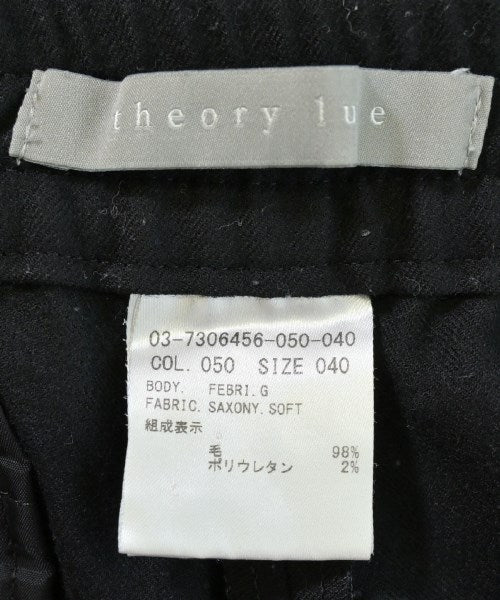 theory lue
03-7306456-050-040
COL. 050 SIZE 040
BODY. FEBRI.G
FABRIC. SAXONY.SOFT
組成表示
毛 98%
ポリウレタン 2%